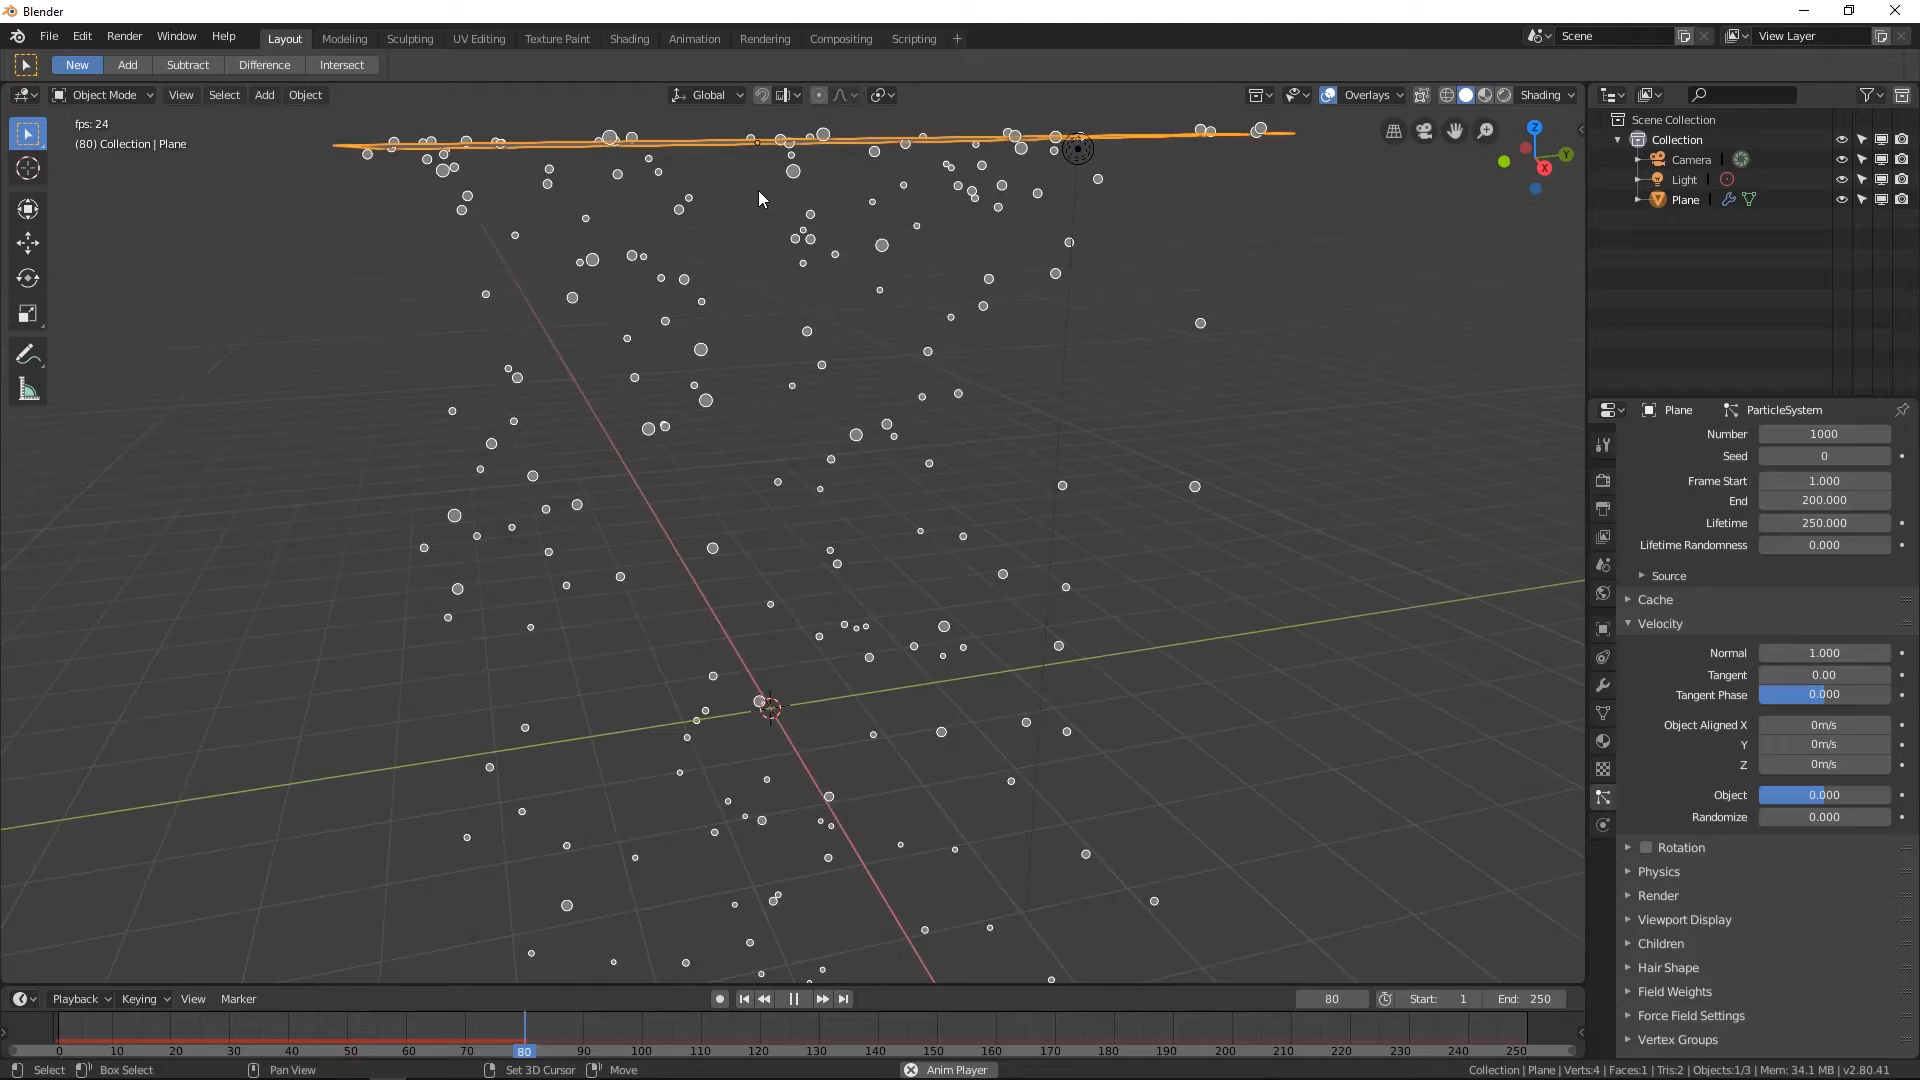 Blender
File Edit Render Window Help Layout Modeling Sculpting UV Editing Texture Paint Shading Animation Rendering Compositing Scripting + Scene View Layer
New Add Subtract Difference Intersect
Object Mode View Select Add Object Global Overlays Shading
fps: 24
(80) Collection | Plane
Z
Y
X
Scene Collection
Collection
Camera
Light
Plane
Plane ParticleSystem
Number 1000
Seed 0
Frame Start 1.000
End 200.000
Lifetime 250.000
Lifetime Randomness 0.000
Source
Cache
Velocity
Normal 1.000
Tangent 0.00
Tangent Phase 0.000
Object Aligned X 0m/s
Y 0m/s
Z 0m/s
Object 0.000
Randomize 0.000
Rotation
Physics
Render
Viewport Display
Children
Hair Shape
Field Weights
Force Field Settings
Vertex Groups
Playback Keying View Marker 80 Start: 1 End: 250
0 10 20 30 40 50 60 70 80 90 100 110 120 130 140 150 160 170 180 190 200 210 220 230 240 250
Select Box Select Pan View Set 3D Cursor Move Anim Player Collection | Plane | Verts:4 | Faces:1 | Tris:2 | Objects:1/3 | Mem: 34.1 MB | v2.80.41